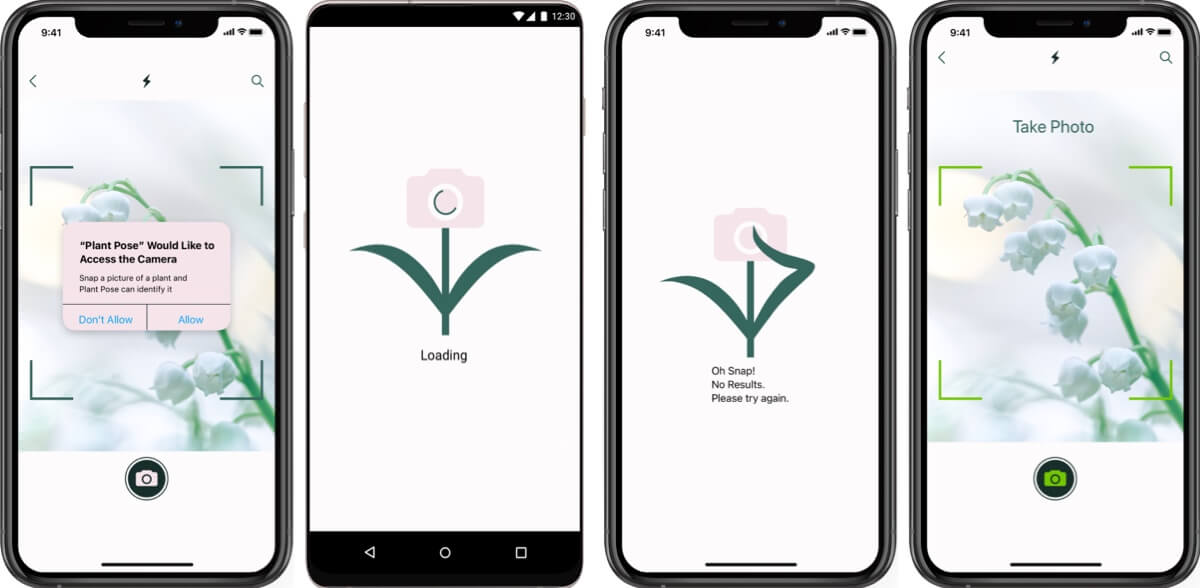 9:41
“Plant Pose” Would Like to
Access the Camera
Snap a picture of a plant and
Plant Pose can identify it
Don't Allow
Allow
12:30
Loading
9:41
Oh Snap!
No Results.
Please try again.
9:41
Take Photo